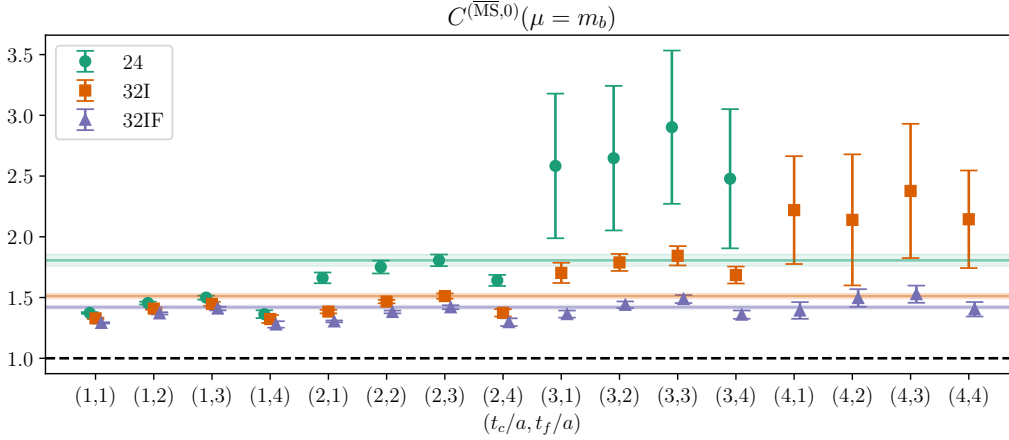 C^{(\overline{MS},0)}(μ = m_b)
24
32I
32IF
3.5
3.0
2.5
2.0
1.5
1.0
(1,1) (1,2) (1,3) (1,4) (2,1) (2,2) (2,3) (2,4) (3,1) (3,2) (3,3) (3,4) (4,1) (4,2) (4,3) (4,4)
(t_c/a, t_f/a)